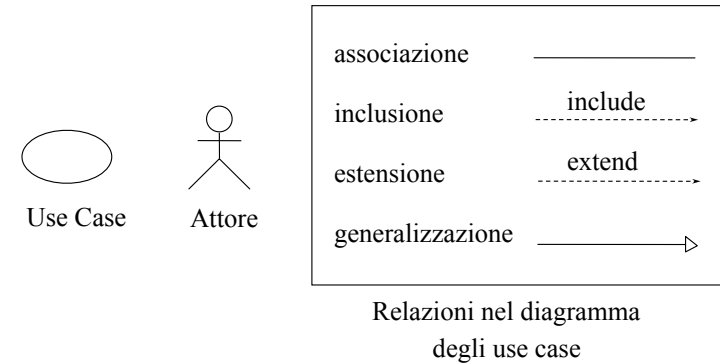 associazione
inclusione include
estensione extend
generalizzazione
Use Case Attore
Relazioni nel diagramma
degli use case